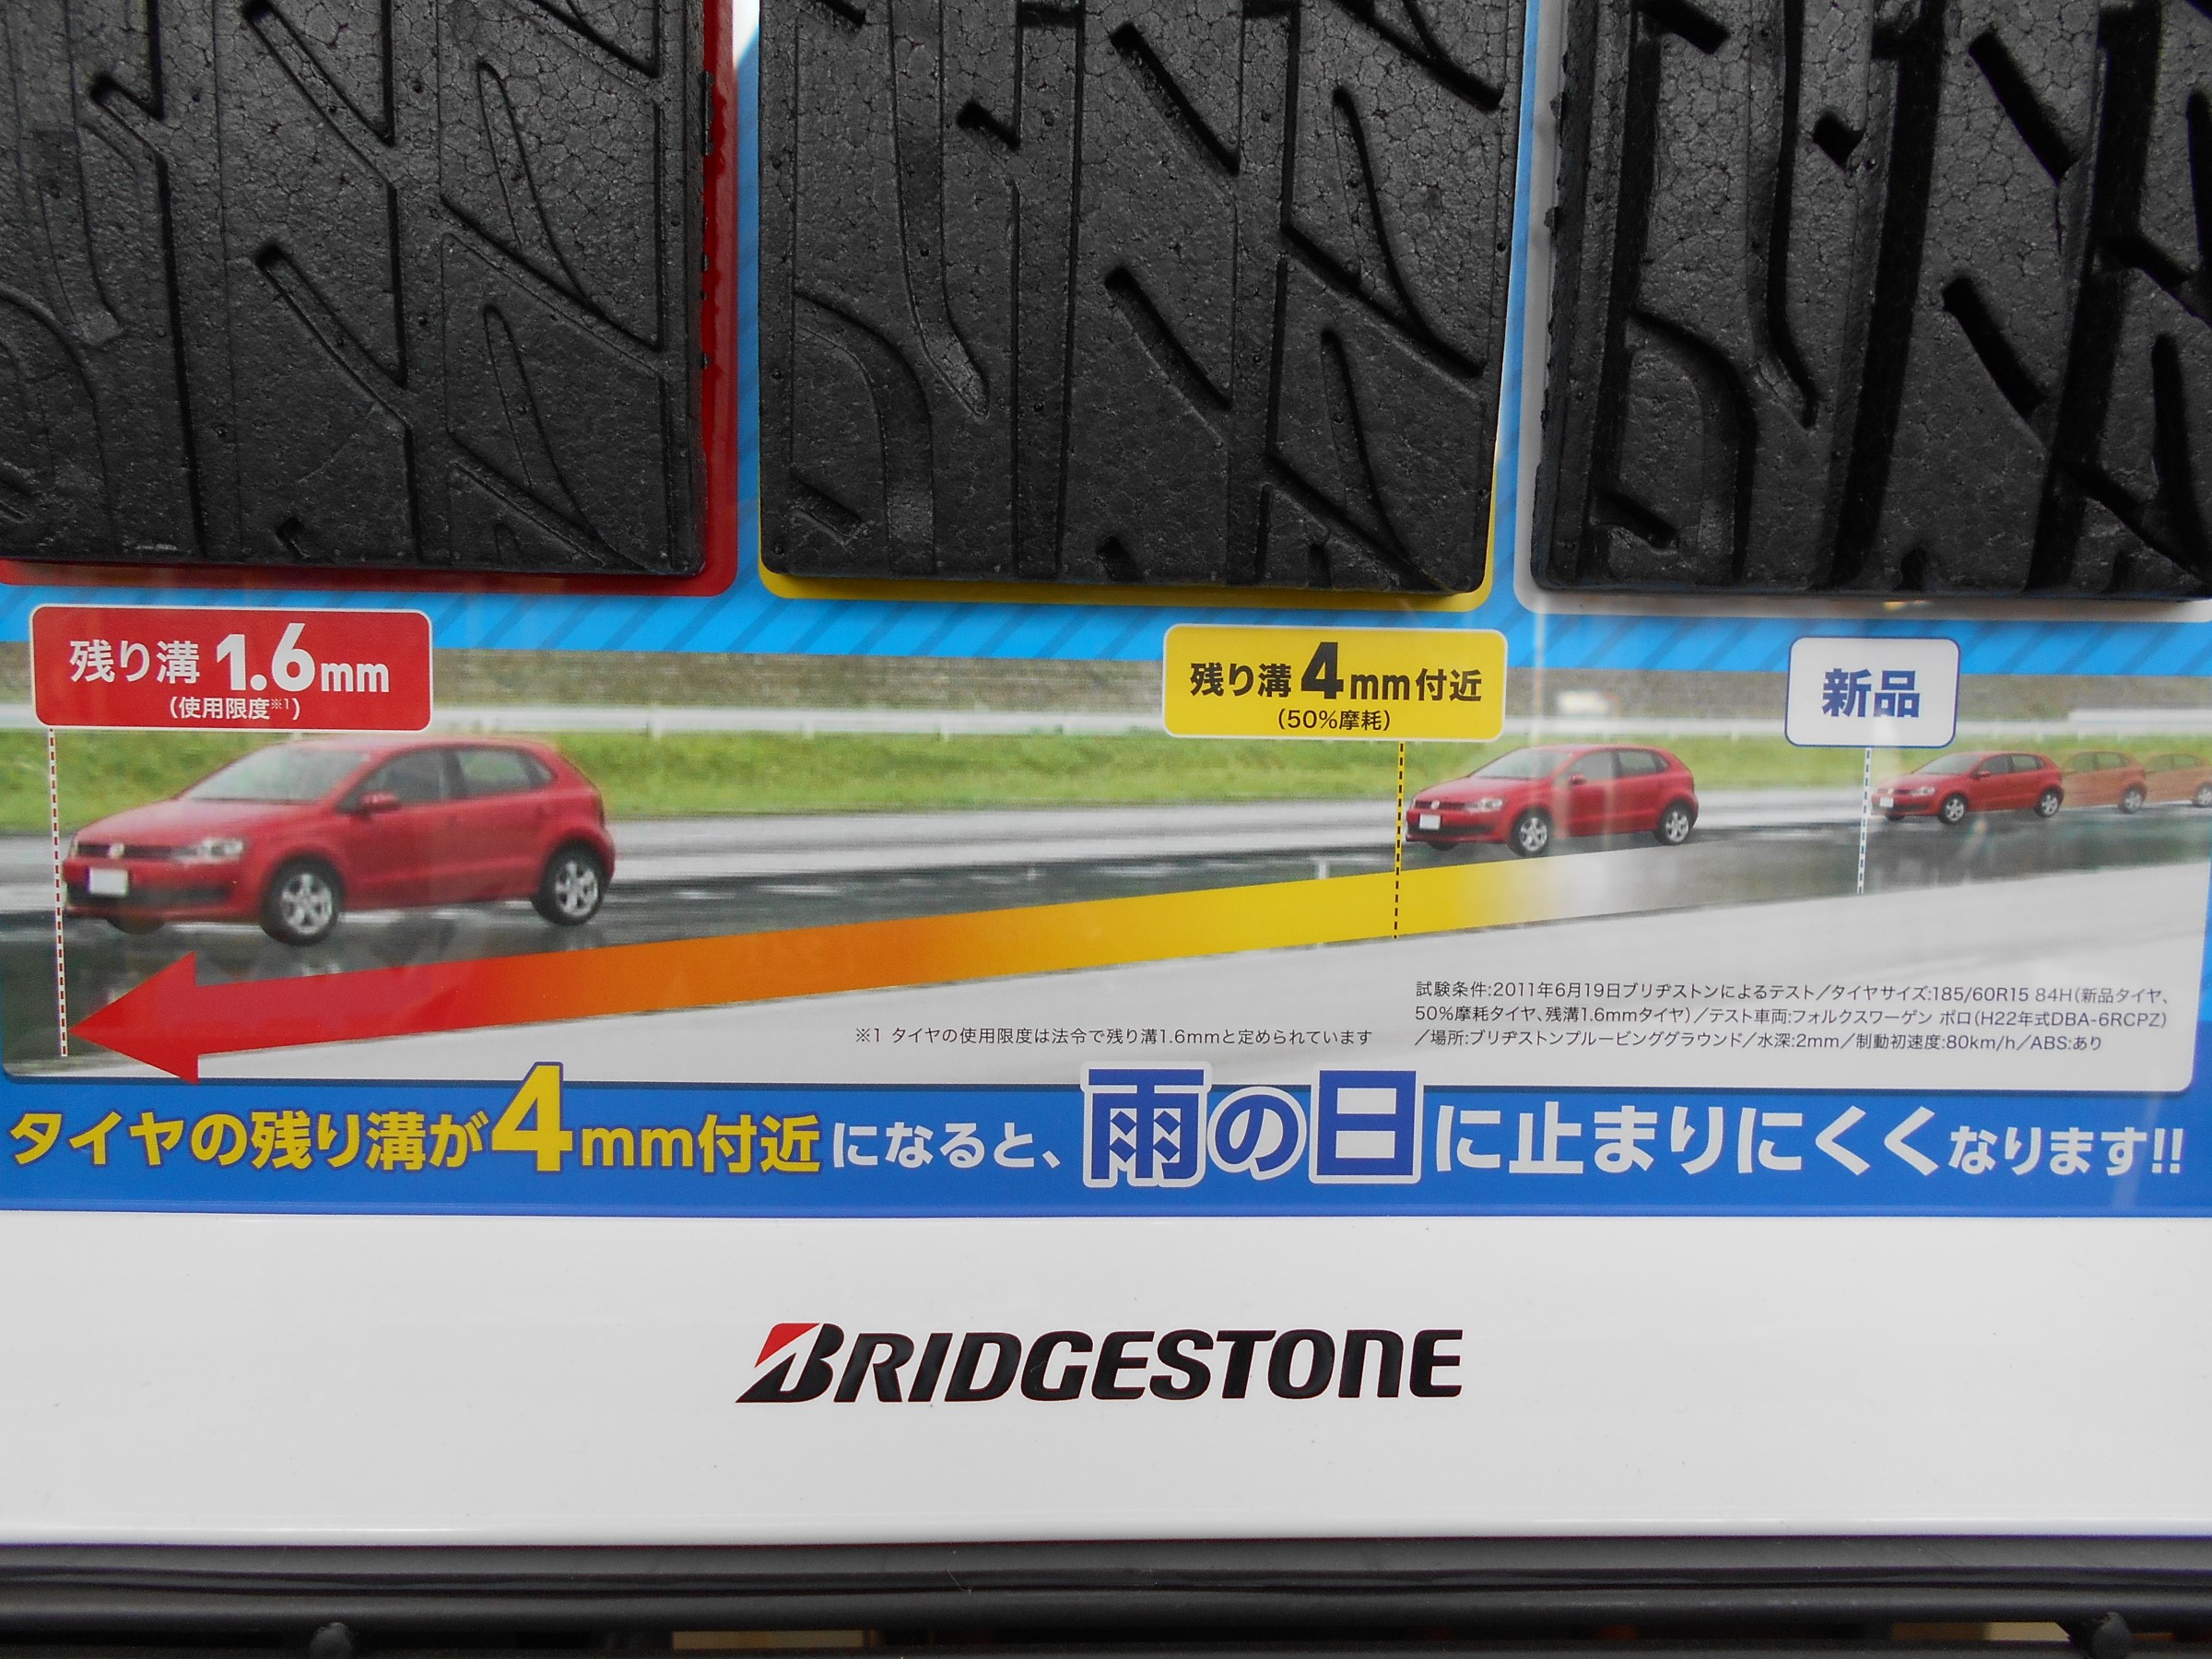 残り溝 1.6mm
(使用限度※1)
残り溝4mm付近
(50%摩耗)
新品
試験条件:2011年6月19日ブリヂストンによるテスト/タイヤサイズ:185/60R15 84H(新品タイヤ、
50%摩耗タイヤ、残溝1.6mmタイヤ)/テスト車両:フォルクスワーゲン ポロ(H22年式DBA-6RCPZ)
/場所:ブリヂストンプルービンググラウンド/水深:2mm/制動初速度:80km/h/ABS:あり
※1 タイヤの使用限度は法令で残り溝1.6mmと定められています
タイヤの残り溝が4mm付近になると、雨の日に止まりにくくなります!!
BRIDGESTONE